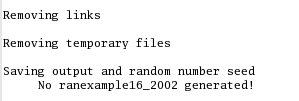 Removing links
Removing temporary files
Saving output and random number seed
No ranexample16_2002 generated!